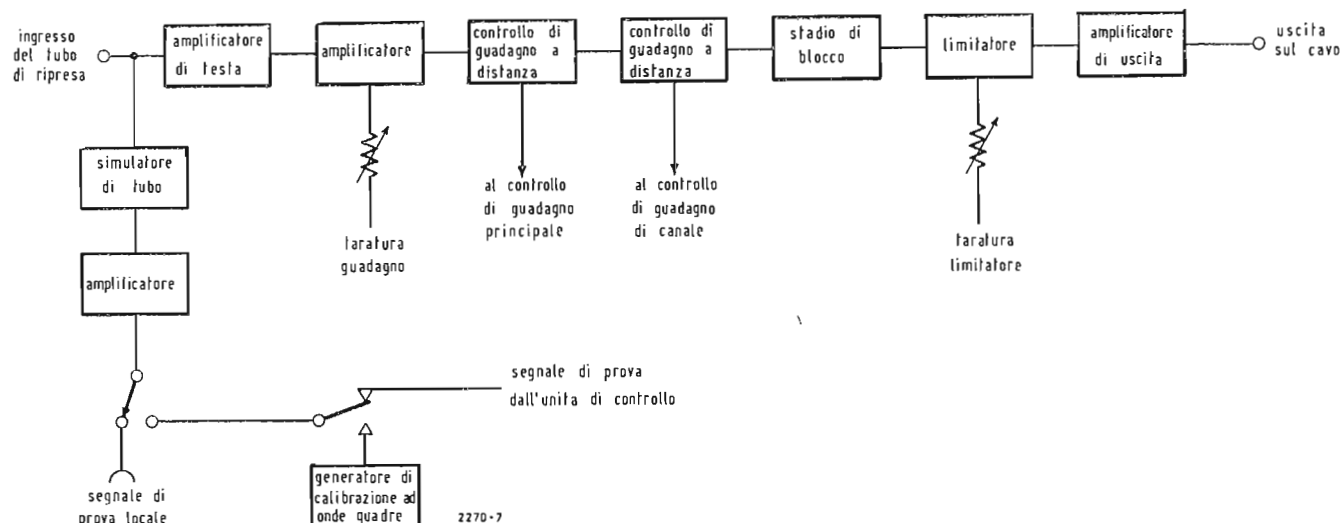 ingresso
del tubo
di ripresa
amplificatore
di testa
amplificatore
controllo di
guadagno a
distanza
controllo di
guadagno a
distanza
stadio di
blocco
limitatore
amplificatore
di uscita
uscita
sul cavo
simulatore
di tubo
al controllo
di guadagno
principale
al controllo
di guadagno
di canale
taratura
guadagno
taratura
limitatore
amplificatore
segnale di prova
dall'unita di controllo
segnale di
prova locale
generatore di
calibrazione ad
onde quadre
2270-7